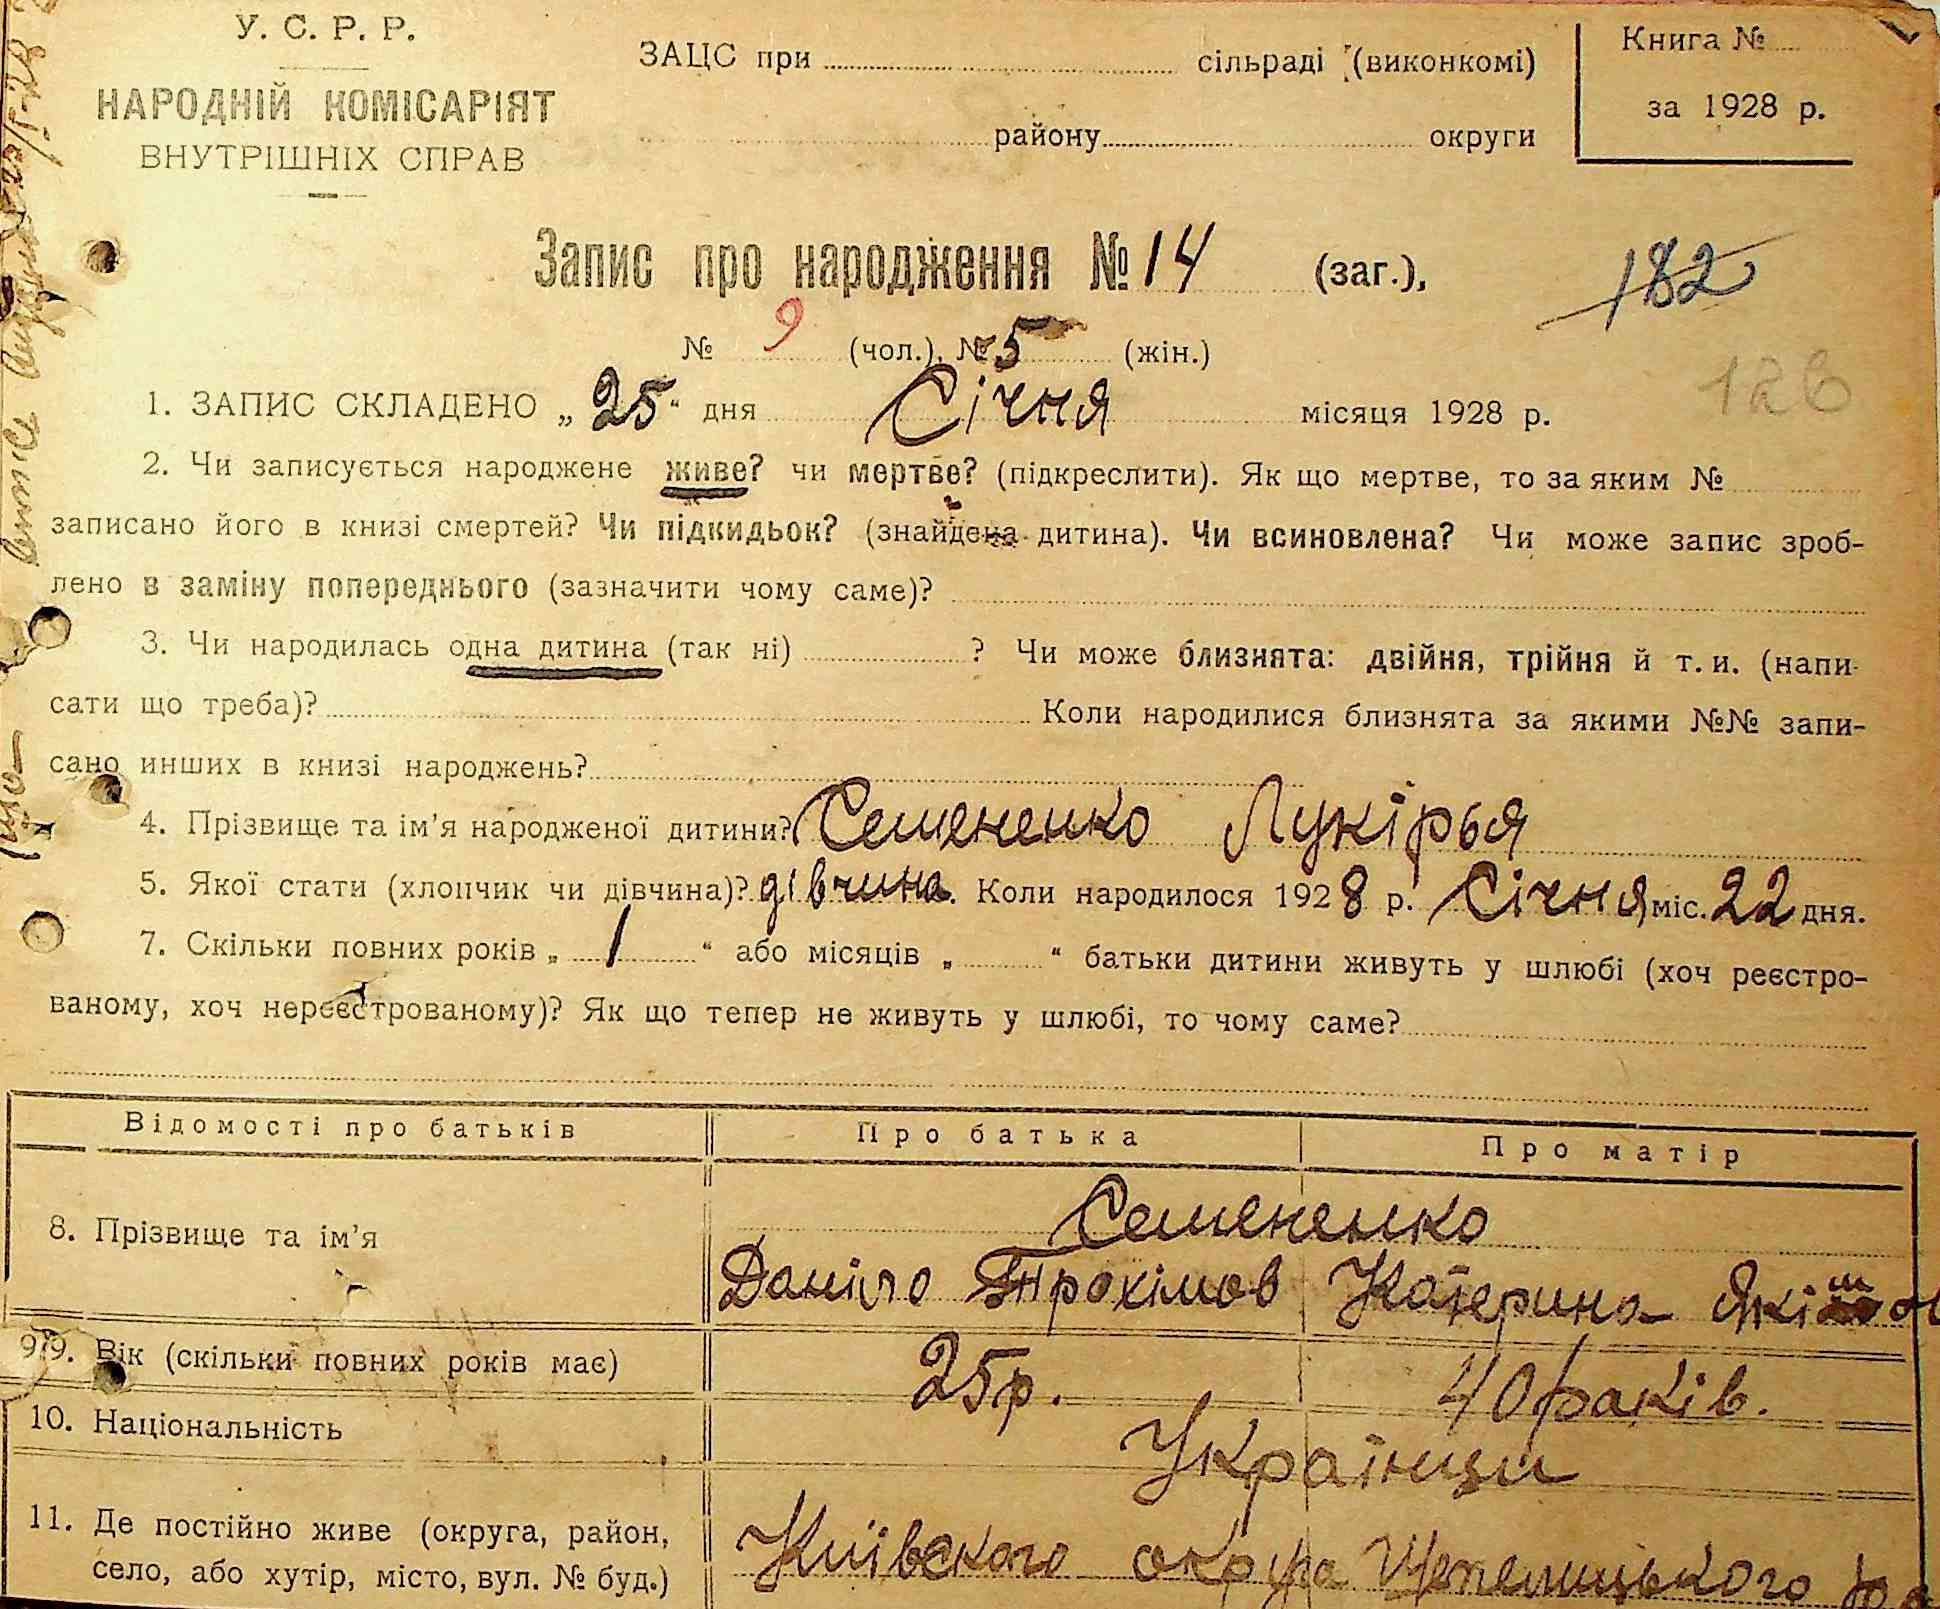 У. С. Р. Р.
НАРОДНІЙ КОМІСАРІЯТ
ВНУТРІШНІХ СПРАВ
ЗАЦС при сільраді (виконкомі)
району округи
Книга №
за 1928 р.
Запис про народження № 14 (заг.),
182
№ 9 (чол.), № 5 (жін.)
126
1. ЗАПИС СКЛАДЕНО „25“ дня Січня місяця 1928 р.
2. Чи записується народжене живе? чи мертве? (підкреслити). Як що мертве, то за яким №
записано його в книзі смертей? Чи підкидьок? (знайдена дитина). Чи всиновлена? Чи може запис зроб-
лено в заміну попереднього (зазначити чому саме)?
3. Чи народилась одна дитина (так ні) ? Чи може близнята: двійня, трійня й т. и. (напи-
сати що треба)? Коли народилися близнята за якими №№ запи-
сано инших в книзі народжень?
4. Прізвище та ім’я народженої дитини? Семененко Лукірья
5. Якої стати (хлопчик чи дівчина)? дівчина. Коли народилося 1928 р. Січня міс. 22 дня.
7. Скільки повних років „ 1 “ або місяців „ “ батьки дитини живуть у шлюбі (хоч реєстро-
ваному, хоч нереєстрованому)? Як що тепер не живуть у шлюбі, то чому саме?
Відомості про батьків Про батька Про матір
8. Прізвище та ім’я Семененко
Даніло Трохімов Катерина
9. Вік (скільки повних років має) 25р. 40 раків.
10. Національність Українци
11. Де постійно живе (округа, район,
село, або хутір, місто, вул. № буд.) Київского округа